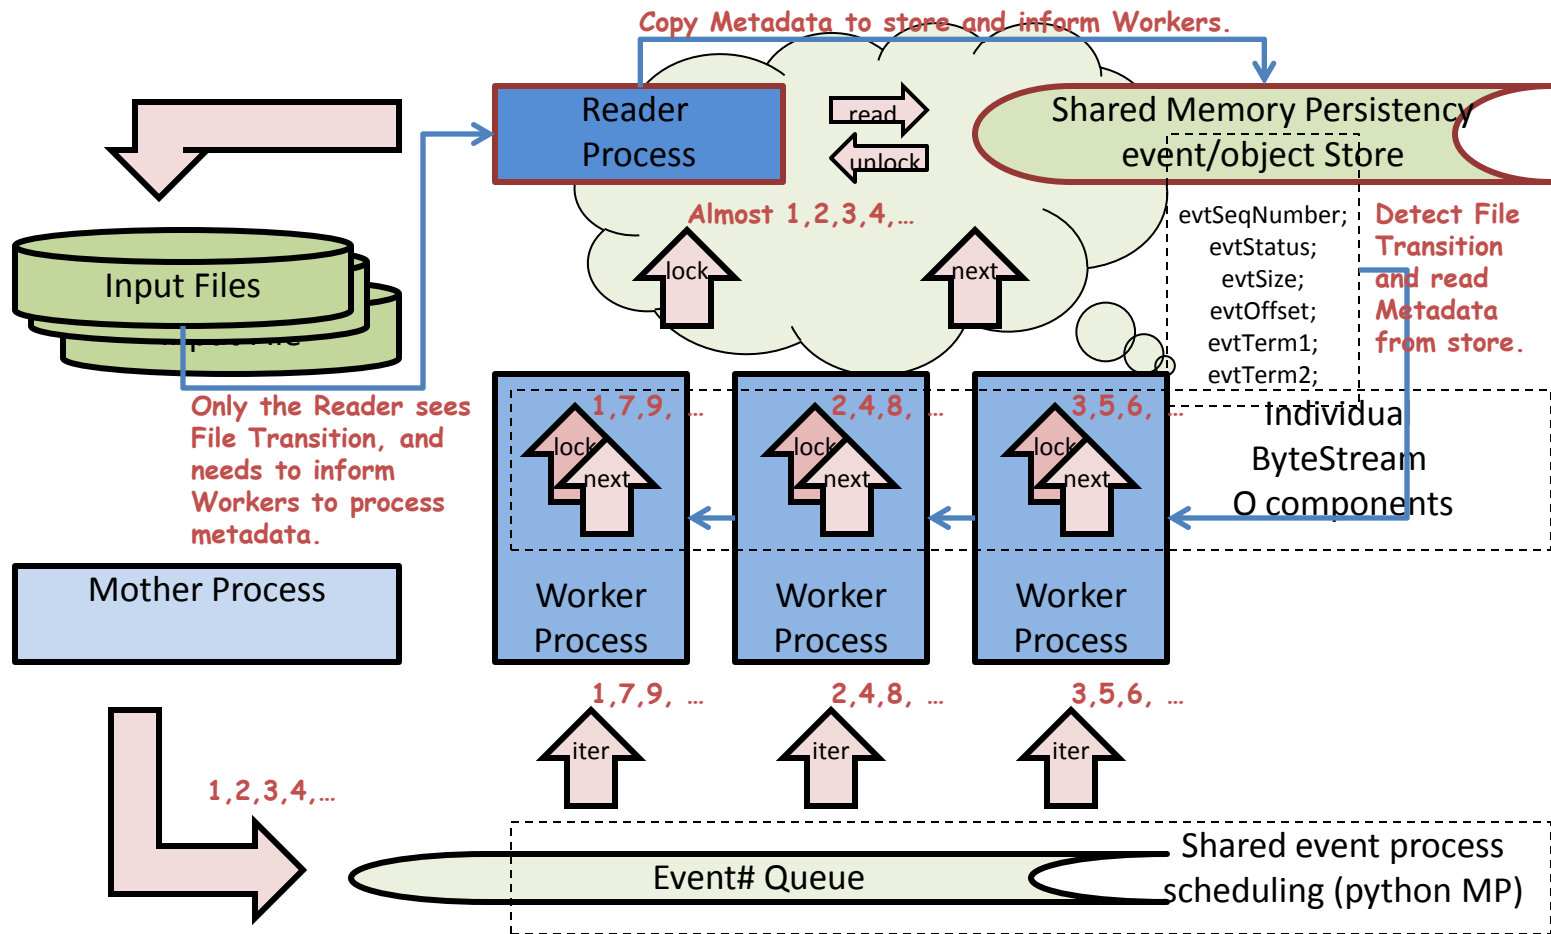 Copy Metadata to store and inform Workers.
Reader
Process
read
unlock
Shared Memory Persistency
event/object Store
Almost 1,2,3,4,…
lock
next
evtSeqNumber;
evtStatus;
evtSize;
evtOffset;
evtTerm1;
evtTerm2;
Detect File
Transition
and read
Metadata
from store.
Input Files
Only the Reader sees
File Transition, and
needs to inform
Workers to process
metadata.
1,7,9, …
lock
next
2,4,8, …
lock
next
3,5,6, …
lock
next
Individual
ByteStream
O components
Mother Process
Worker
Process
Worker
Process
Worker
Process
1,7,9, …
2,4,8, …
3,5,6, …
iter
iter
iter
1,2,3,4,…
Event# Queue
Shared event process
scheduling (python MP)